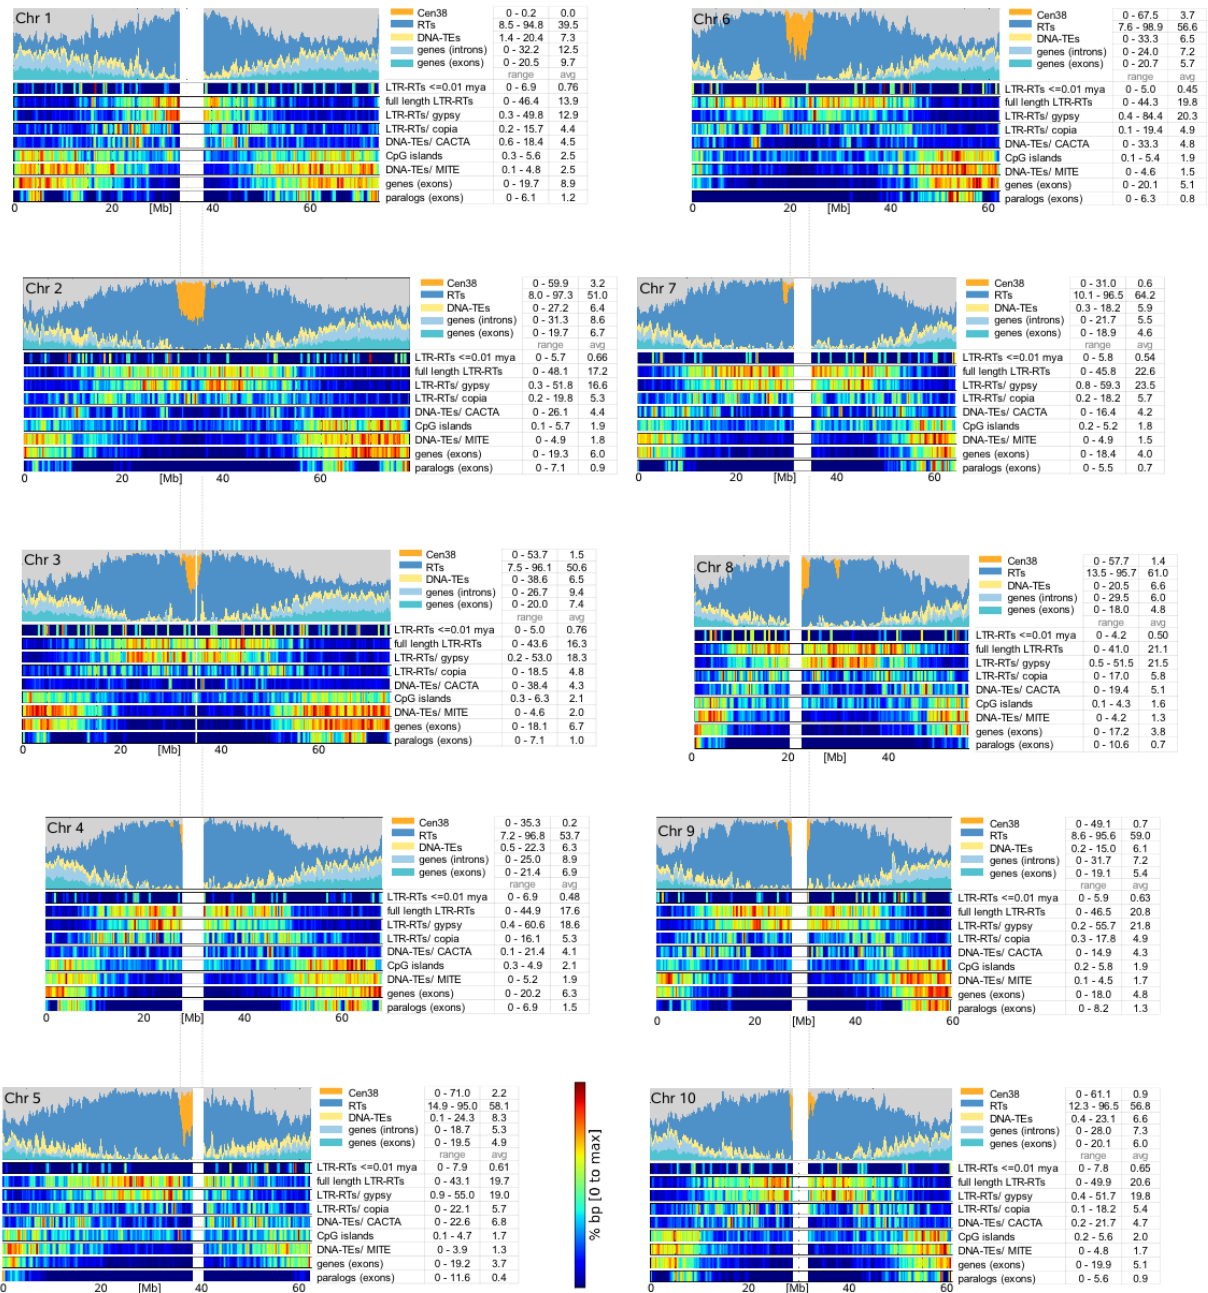 Chr 1
Cen38 0 - 0.2 0.0
RTs 8.5 - 94.8 39.5
DNA-TEs 1.4 - 20.4 7.3
genes (introns) 0 - 32.2 12.5
genes (exons) 0 - 20.5 9.7
range avg
LTR-RTs <=0.01 mya 0 - 6.9 0.76
full length LTR-RTs 0 - 46.4 13.9
LTR-RTs/ gypsy 0.3 - 49.8 12.9
LTR-RTs/ copia 0.2 - 15.7 4.4
DNA-TEs/ CACTA 0.6 - 18.4 4.5
CpG islands 0.3 - 5.6 2.5
DNA-TEs/ MITE 0.1 - 4.8 2.5
genes (exons) 0 - 19.7 8.9
paralogs (exons) 0 - 6.1 1.2
0 20 [Mb] 40 60
Chr 6
Cen38 0 - 67.5 3.7
RTs 7.6 - 98.9 56.6
DNA-TEs 0 - 33.3 6.5
genes (introns) 0 - 24.0 7.2
genes (exons) 0 - 20.7 5.7
range avg
LTR-RTs <=0.01 mya 0 - 5.0 0.45
full length LTR-RTs 0 - 44.3 19.8
LTR-RTs/ gypsy 0.4 - 84.4 20.3
LTR-RTs/ copia 0.1 - 19.4 4.9
DNA-TEs/ CACTA 0 - 33.3 4.8
CpG islands 0.1 - 5.4 1.9
DNA-TEs/ MITE 0 - 4.6 1.5
genes (exons) 0 - 20.1 5.1
paralogs (exons) 0 - 6.3 0.8
0 20 [Mb] 40 60
Chr 2
Cen38 0 - 59.9 3.2
RTs 8.0 - 97.3 51.0
DNA-TEs 0 - 27.2 6.4
genes (introns) 0 - 31.3 8.6
genes (exons) 0 - 19.7 6.7
range avg
LTR-RTs <=0.01 mya 0 - 5.7 0.66
full length LTR-RTs 0 - 48.1 17.2
LTR-RTs/ gypsy 0.3 - 51.8 16.6
LTR-RTs/ copia 0.2 - 19.8 5.3
DNA-TEs/ CACTA 0 - 26.1 4.4
CpG islands 0.1 - 5.7 1.9
DNA-TEs/ MITE 0 - 4.9 1.8
genes (exons) 0 - 19.3 6.0
paralogs (exons) 0 - 7.1 0.9
0 20 [Mb] 40 60
Chr 7
Cen38 0 - 31.0 0.6
RTs 10.1 - 96.5 64.2
DNA-TEs 0.3 - 18.2 5.9
genes (introns) 0 - 21.7 5.5
genes (exons) 0 - 18.9 4.6
range avg
LTR-RTs <=0.01 mya 0 - 5.8 0.54
full length LTR-RTs 0 - 45.8 22.6
LTR-RTs/ gypsy 0.8 - 59.3 23.5
LTR-RTs/ copia 0.2 - 18.2 5.7
DNA-TEs/ CACTA 0 - 16.4 4.2
CpG islands 0.2 - 5.2 1.8
DNA-TEs/ MITE 0 - 4.9 1.5
genes (exons) 0 - 18.4 4.0
paralogs (exons) 0 - 5.5 0.7
0 20 [Mb] 40 60
Chr 3
Cen38 0 - 53.7 1.5
RTs 7.5 - 96.1 50.6
DNA-TEs 0 - 38.6 6.5
genes (introns) 0 - 26.7 9.4
genes (exons) 0 - 20.0 7.4
range avg
LTR-RTs <=0.01 mya 0 - 5.0 0.76
full length LTR-RTs 0 - 43.6 16.3
LTR-RTs/ gypsy 0.2 - 53.0 18.3
LTR-RTs/ copia 0 - 18.5 4.8
DNA-TEs/ CACTA 0 - 38.4 4.3
CpG islands 0.3 - 6.3 2.1
DNA-TEs/ MITE 0 - 4.6 2.0
genes (exons) 0 - 18.1 6.7
paralogs (exons) 0 - 7.1 1.0
0 20 [Mb] 40 60
Chr 8
Cen38 0 - 57.7 1.4
RTs 13.5 - 95.7 61.0
DNA-TEs 0 - 20.5 6.6
genes (introns) 0 - 29.5 6.0
genes (exons) 0 - 18.0 4.8
range avg
LTR-RTs <=0.01 mya 0 - 4.2 0.50
full length LTR-RTs 0 - 41.0 21.1
LTR-RTs/ gypsy 0.5 - 51.5 21.5
LTR-RTs/ copia 0 - 17.0 5.8
DNA-TEs/ CACTA 0 - 19.4 5.1
CpG islands 0.1 - 4.3 1.6
DNA-TEs/ MITE 0 - 4.2 1.3
genes (exons) 0 - 17.2 3.8
paralogs (exons) 0 - 10.6 0.7
0 20 [Mb] 40
Chr 4
Cen38 0 - 35.3 0.2
RTs 7.2 - 96.8 53.7
DNA-TEs 0.5 - 22.3 6.3
genes (introns) 0 - 25.0 8.9
genes (exons) 0 - 21.4 6.9
range avg
LTR-RTs <=0.01 mya 0 - 6.9 0.48
full length LTR-RTs 0 - 44.9 17.6
LTR-RTs/ gypsy 0.4 - 60.6 18.6
LTR-RTs/ copia 0 - 16.1 5.3
DNA-TEs/ CACTA 0.1 - 21.4 4.1
CpG islands 0.3 - 4.9 2.1
DNA-TEs/ MITE 0 - 5.2 1.9
genes (exons) 0 - 20.2 6.3
paralogs (exons) 0 - 6.9 1.5
0 20 [Mb] 40 60
Chr 9
Cen38 0 - 49.1 0.7
RTs 8.6 - 95.6 59.0
DNA-TEs 0.2 - 15.0 6.1
genes (introns) 0 - 31.7 7.2
genes (exons) 0 - 19.1 5.4
range avg
LTR-RTs <=0.01 mya 0 - 5.9 0.63
full length LTR-RTs 0 - 46.5 20.8
LTR-RTs/ gypsy 0.2 - 55.7 21.8
LTR-RTs/ copia 0.3 - 17.8 4.9
DNA-TEs/ CACTA 0 - 14.9 4.3
CpG islands 0.2 - 5.8 1.9
DNA-TEs/ MITE 0.1 - 4.5 1.7
genes (exons) 0 - 18.0 4.8
paralogs (exons) 0 - 8.2 1.3
0 20 [Mb] 40 60
Chr 5
Cen38 0 - 71.0 2.2
RTs 14.9 - 95.0 58.1
DNA-TEs 0.1 - 24.3 8.3
genes (introns) 0 - 18.7 5.3
genes (exons) 0 - 19.5 4.9
range avg
LTR-RTs <=0.01 mya 0 - 7.9 0.61
full length LTR-RTs 0 - 43.1 19.7
LTR-RTs/ gypsy 0.9 - 55.0 19.0
LTR-RTs/ copia 0 - 22.1 5.7
DNA-TEs/ CACTA 0 - 22.6 6.8
CpG islands 0.1 - 4.7 1.7
DNA-TEs/ MITE 0 - 3.9 1.3
genes (exons) 0 - 19.2 3.7
paralogs (exons) 0 - 11.6 0.4
0 20 [Mb] 40 60
% bp [0 to max]
Chr 10
Cen38 0 - 61.1 0.9
RTs 12.3 - 96.5 56.8
DNA-TEs 0.4 - 23.1 6.6
genes (introns) 0 - 28.0 7.3
genes (exons) 0 - 20.1 6.0
range avg
LTR-RTs <=0.01 mya 0 - 7.8 0.65
full length LTR-RTs 0 - 49.9 20.6
LTR-RTs/ gypsy 0.4 - 51.7 19.8
LTR-RTs/ copia 0.1 - 18.2 5.4
DNA-TEs/ CACTA 0.2 - 21.7 4.7
CpG islands 0.2 - 5.6 2.0
DNA-TEs/ MITE 0 - 4.8 1.7
genes (exons) 0 - 19.9 5.1
paralogs (exons) 0 - 5.6 0.9
0 20 [Mb] 40 60